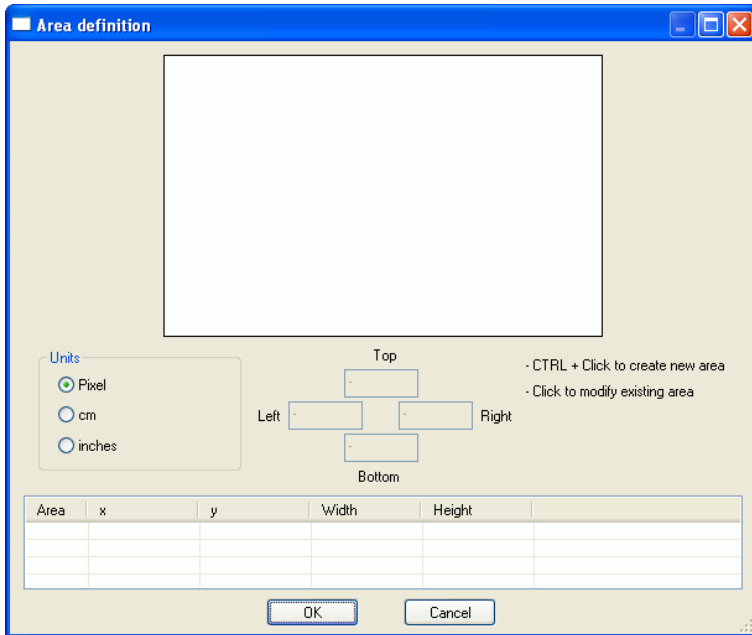 Area definition
Units
Pixel
cm
inches
Top
-
Left - - Right
-
Bottom
- CTRL + Click to create new area
- Click to modify existing area
Area x y Width Height
OK Cancel